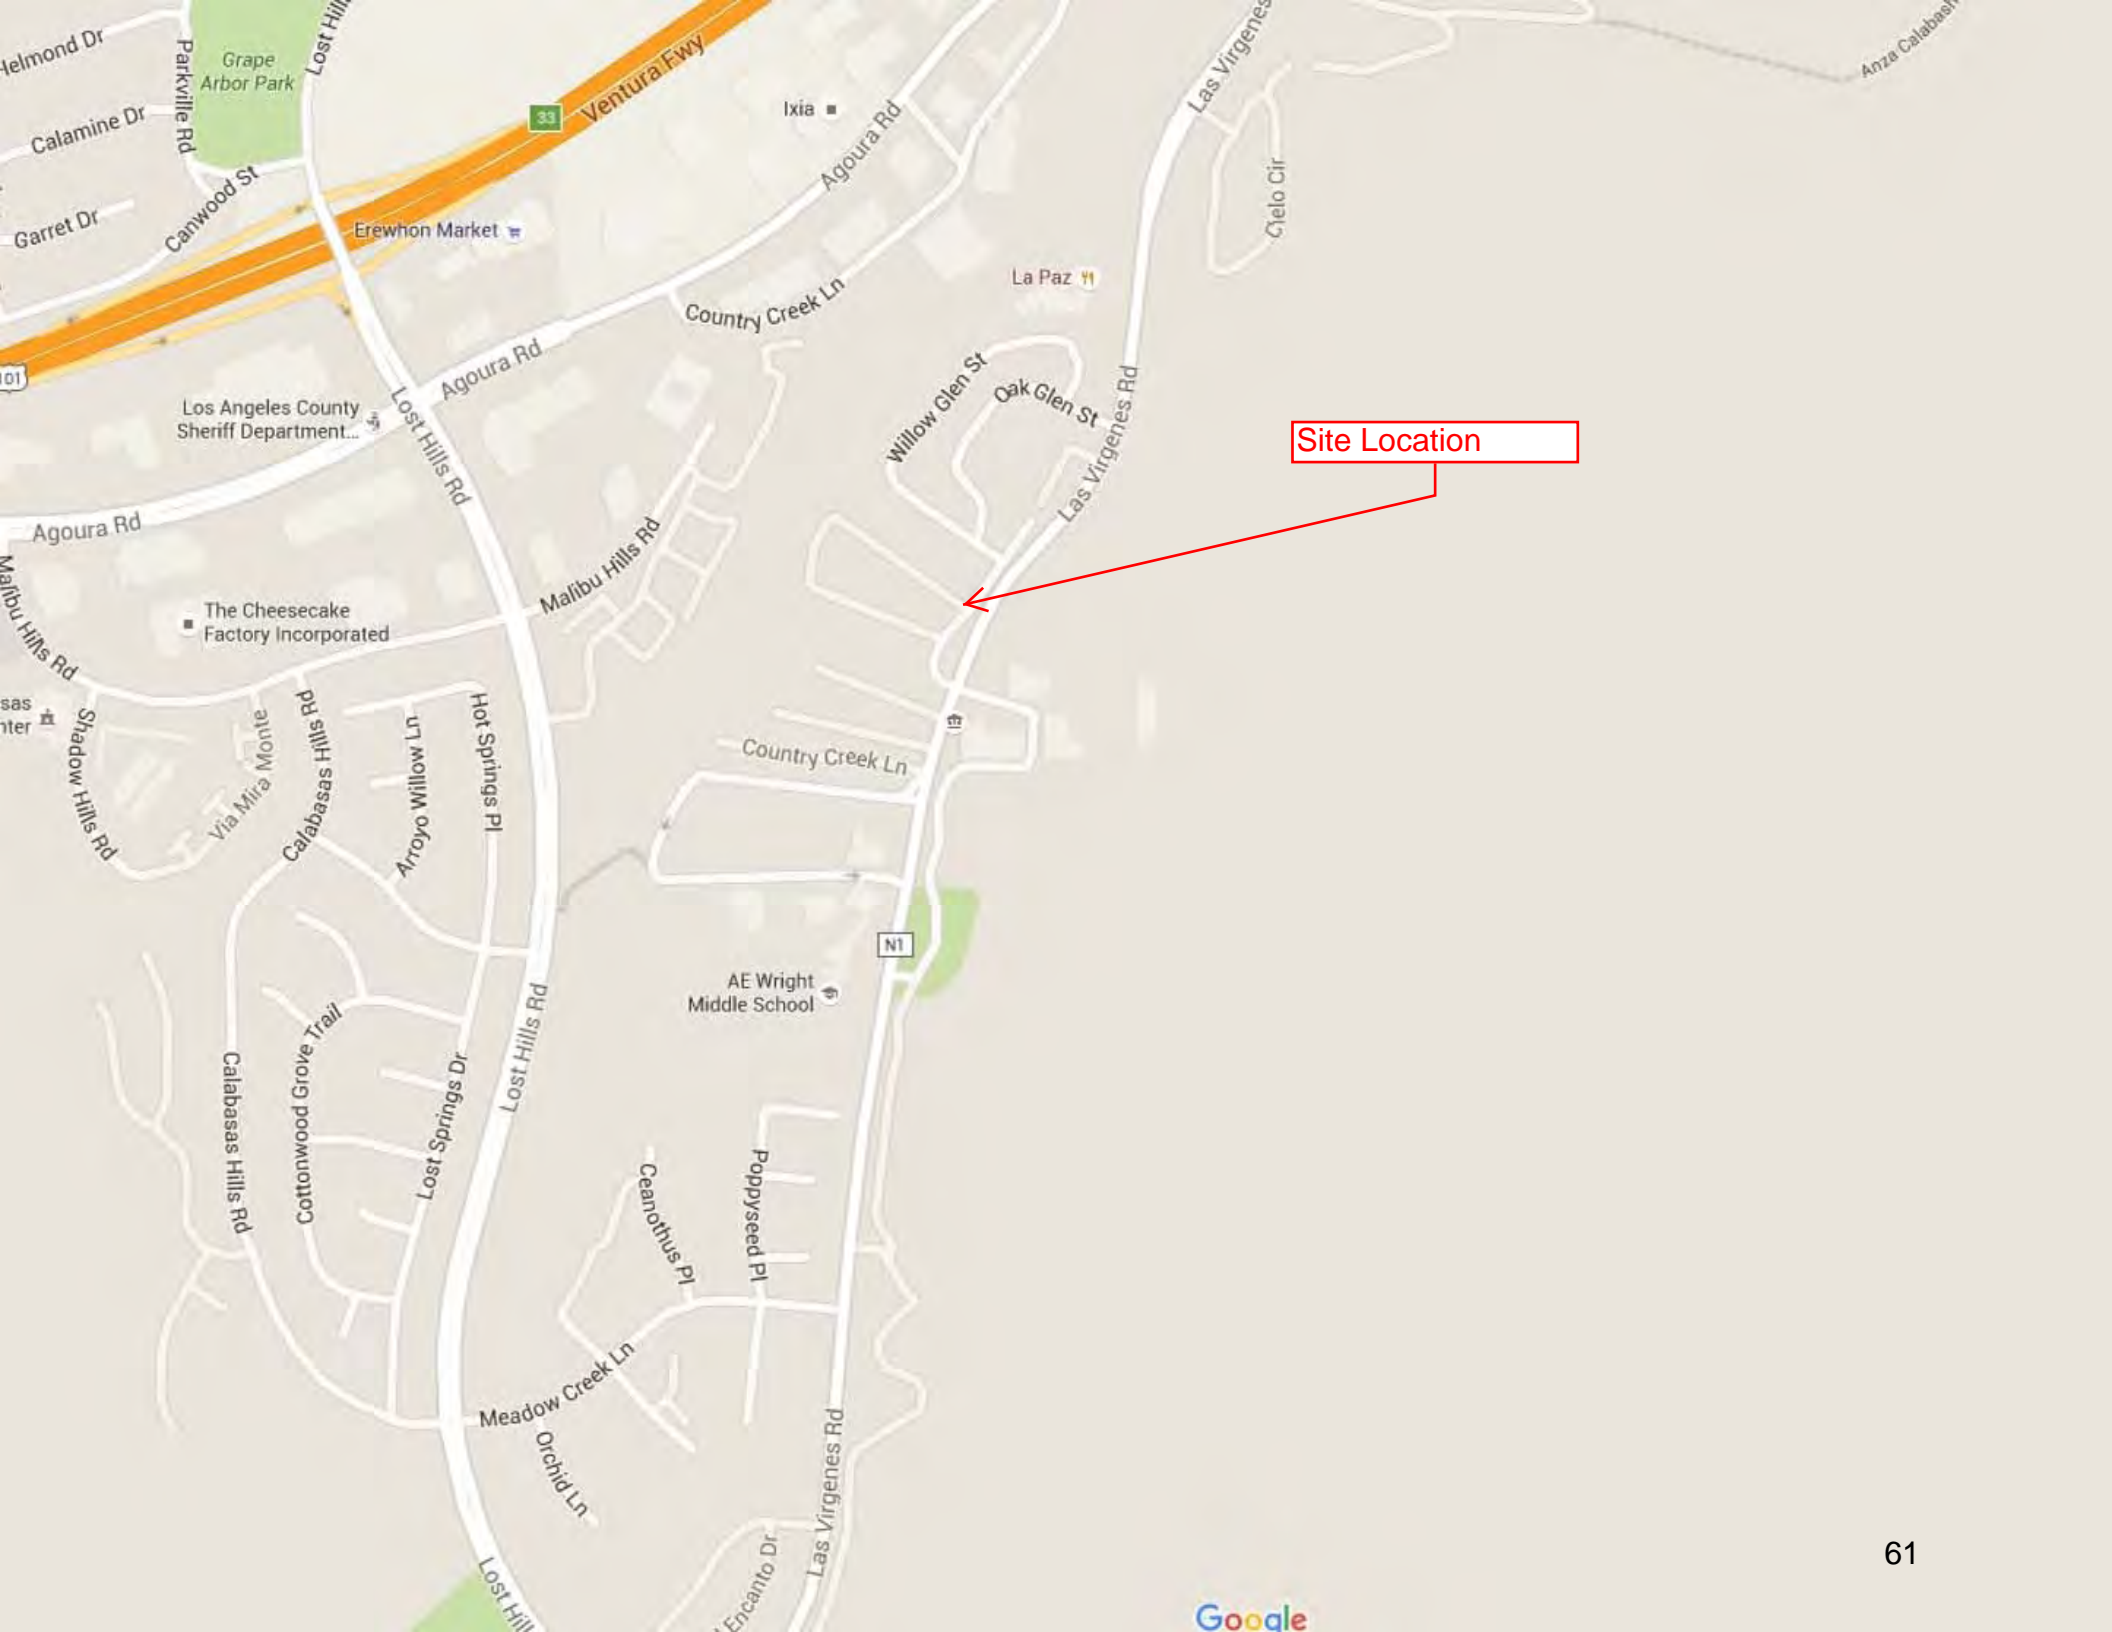 Helmond Dr
Parkville Rd
Grape
Arbor Park
Lost Hill
Ventura Fwy
33
Ixia
Agoura Rd
Las Virgenes
Anza Calabash
Calamine Dr
Canwood St
Garret Dr
Erewhon Market
Cielo Cir
La Paz
Country Creek Ln
101
Agoura Rd
Los Angeles County
Sheriff Department...
Lost Hills Rd
Willow Glen St
Oak Glen St
Las Virgenes Rd
Site Location
Agoura Rd
Malibu Hills Rd
Malibu Hills Rd
The Cheesecake
Factory Incorporated
sas
nter
Shadow Hills Rd
Via Mira Monte
Calabasas Hills Rd
Arroyo Willow Ln
Hot Springs Pl
Country Creek Ln
N1
AE Wright
Middle School
Lost Hills Rd
Cottonwood Grove Trail
Calabasas Hills Rd
Lost Springs Dr
Ceanothus Pl
Poppyseed Pl
Meadow Creek Ln
Orchid Ln
Las Virgenes Rd
Encanto Dr
Lost Hill
61
Google